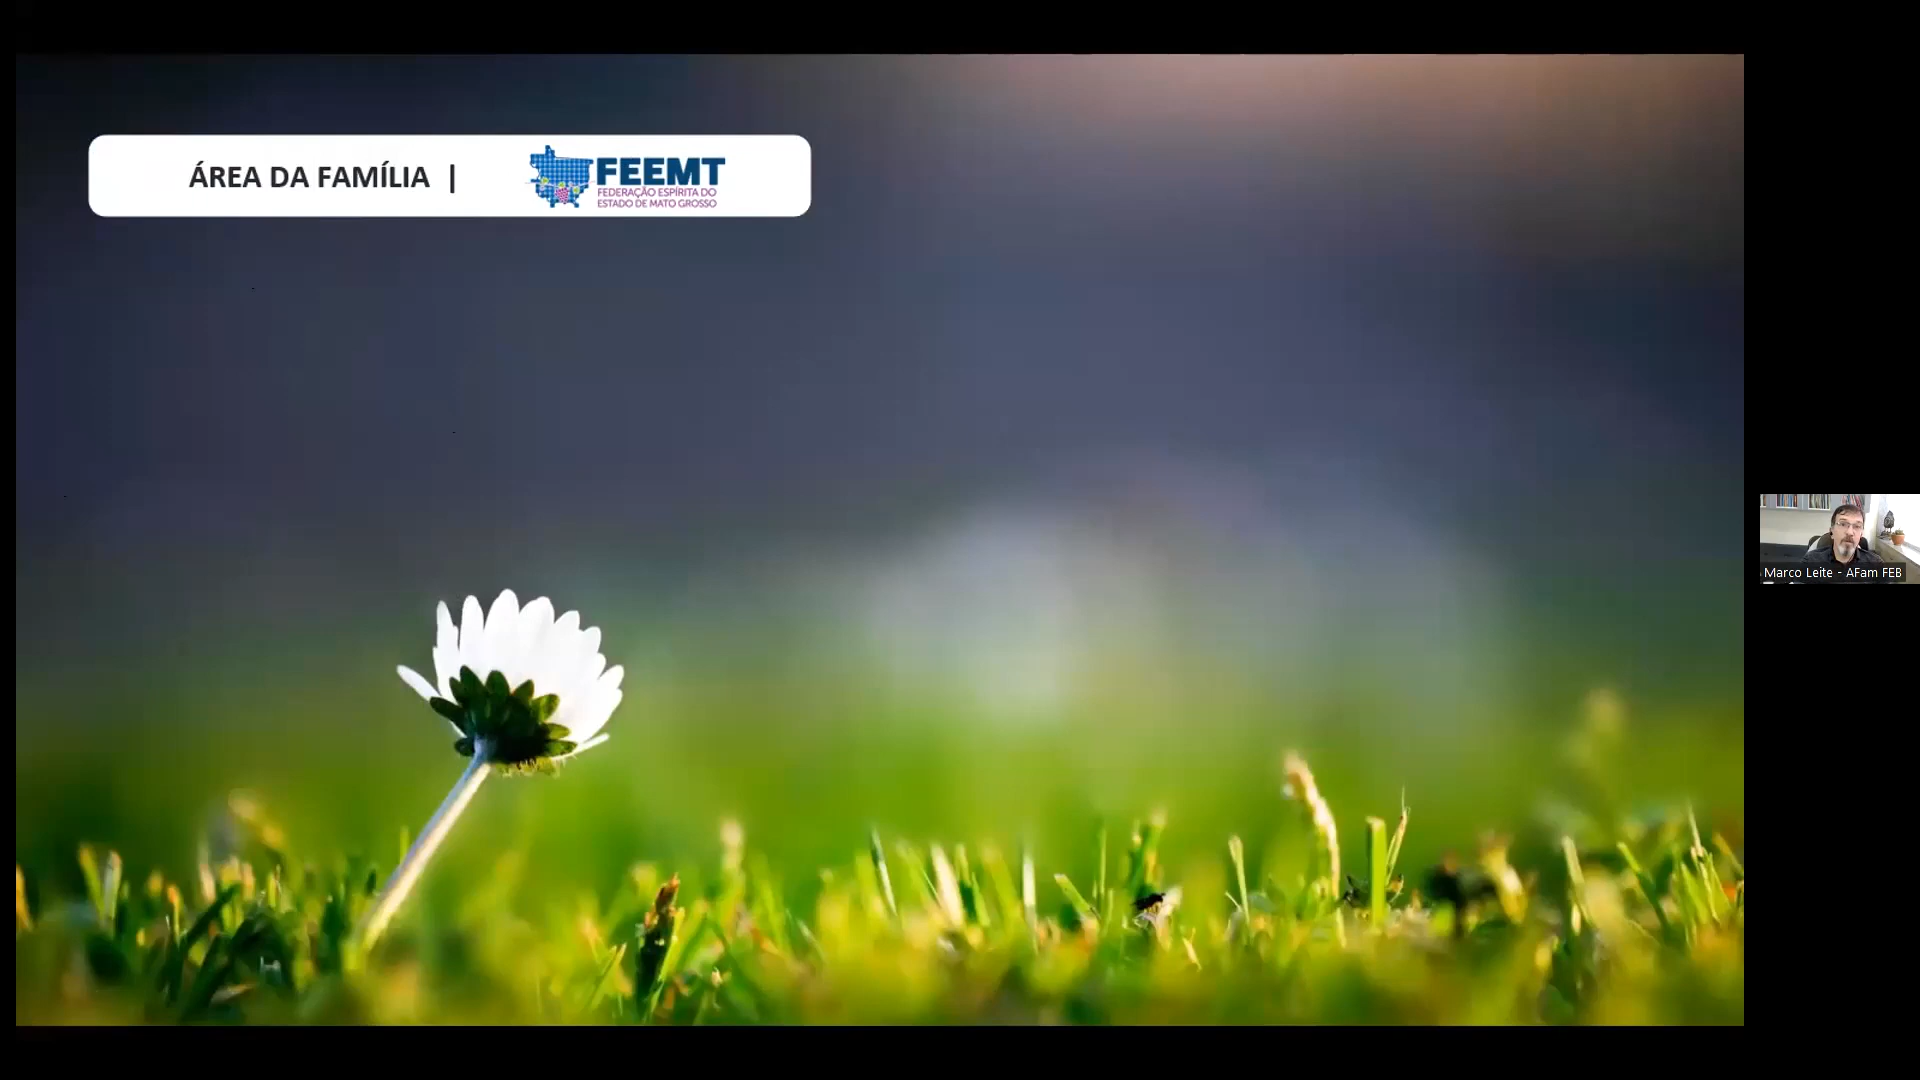 ÁREA DA FAMÍLIA |
FEEMT
FEDERAÇÃO ESPÍRITA DO
ESTADO DE MATO GROSSO
Marco Leite - AFam FEB